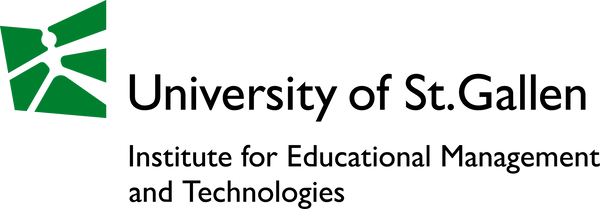 University of St.Gallen
Institute for Educational Management
and Technologies